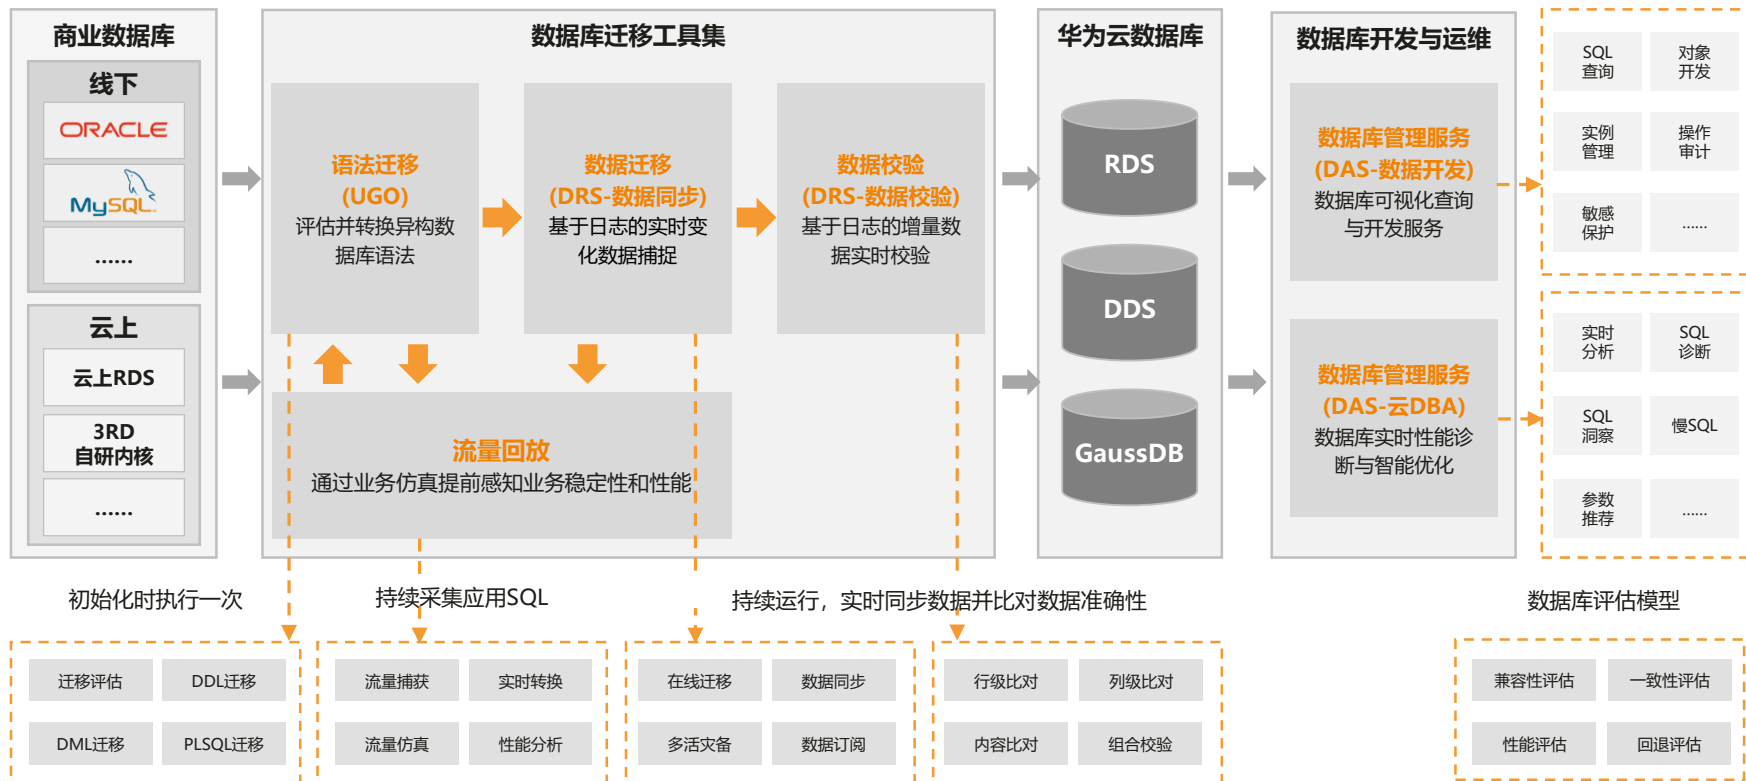 商业数据库
线下
ORACLE
MySQL
......
云上
云上RDS
3RD
自研内核
......
数据库迁移工具集
语法迁移
(UGO)
评估并转换异构数
据库语法
数据迁移
(DRS-数据同步)
基于日志的实时变
化数据捕捉
数据校验
(DRS-数据校验)
基于日志的增量数
据实时校验
流量回放
通过业务仿真提前感知业务稳定性和性能
华为云数据库
RDS
DDS
GaussDB
数据库开发与运维
数据库管理服务
(DAS-数据开发)
数据库可视化查询
与开发服务
数据库管理服务
(DAS-云DBA)
数据库实时性能诊
断与智能优化
SQL
查询
对象
开发
实例
管理
操作
审计
敏感
保护
......
实时
分析
SQL
诊断
SQL
洞察
慢SQL
参数
推荐
......
初始化时执行一次
持续采集应用SQL
持续运行，实时同步数据并比对数据准确性
数据库评估模型
迁移评估
DDL迁移
DML迁移
PLSQL迁移
流量捕获
实时转换
流量仿真
性能分析
在线迁移
数据同步
多活灾备
数据订阅
行级比对
列级比对
内容比对
组合校验
兼容性评估
一致性评估
性能评估
回退评估